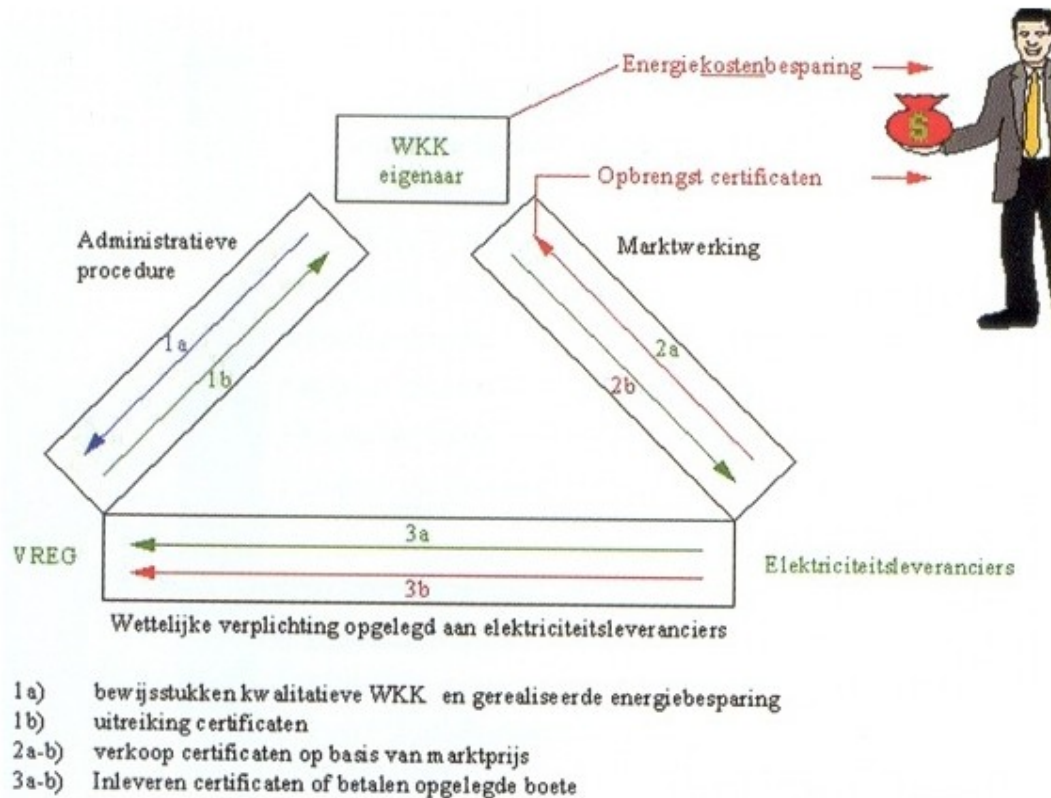 Energiekostenbesparing
WKK
eigenaar
$
Opbrengst certificaten
Administratieve
procedure
Marktwerking
1a
1b
2a
2b
VREG
3a
3b
Elektriciteitsleveranciers
Wettelijke verplichting opgelegd aan elektriciteitsleveranciers
1a) bewijsstukken kwalitatieve WKK en gerealiseerde energiebesparing
1b) uitreiking certificaten
2a-b) verkoop certificaten op basis van marktprijs
3a-b) Inleveren certificaten of betalen opgelegde boete